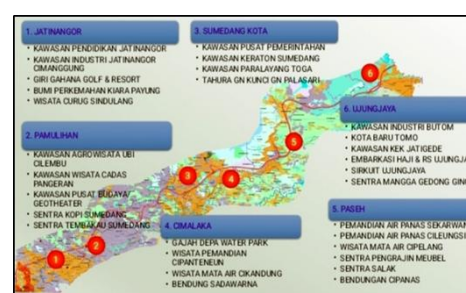 1. JATINANGOR
• KAWASAN PENDIDIKAN JATINANGOR
• KAWASAN INDUSTRI JATINANGOR
CIMANGGUNG
• GIRI GAHANA GOLF & RESORT
• BUMI PERKEMAHAN KIARA PAYUNG
• WISATA CURUG SINDULANG
2. PAMULIHAN
• KAWASAN AGROWISATA UBI
CILEMBU
• KAWASAN WISATA CADAS
PANGERAN
• KAWASAN PUSAT BUDAYA/
GEOTHEATER
• SENTRA KOPI SUMEDANG
• SENTRA TEMBAKAU SUMEDANG
3. SUMEDANG KOTA
• KAWASAN PUSAT PEMERINTAHAN
• KAWASAN KERATON SUMEDANG
• KAWASAN PARALAYANG TOGA
• TAHURA GN KUNCI GN PALASARI
4. CIMALAKA
• GAJAH DEPA WATER PARK
• WISATA PEMANDIAN
CIPANTENEUN
• WISATA MATA AIR CIKANDUNG
• BENDUNG SADAWARNA
6. UJUNGJAYA
• KAWASAN INDUSTRI BUTOM
• KOTA BARU TOMO
• KAWASAN KEK JATIGEDE
• EMBARKASI HAJI & RS UJUNGJA
• SIRKUIT UJUNGJAYA
• SENTRA MANGGA GEDONG GINC
5. PASEH
• PEMANDIAN AIR PANAS SEKARWAN
• PEMANDIAN AIR PANAS CILEUNGSI
• WISATA MATA AIR CIPELANG
• SENTRA PENGRAJIN MEUBEL
• SENTRA SALAK
• BENDUNGAN CIPANAS
1
2
3
4
5
6